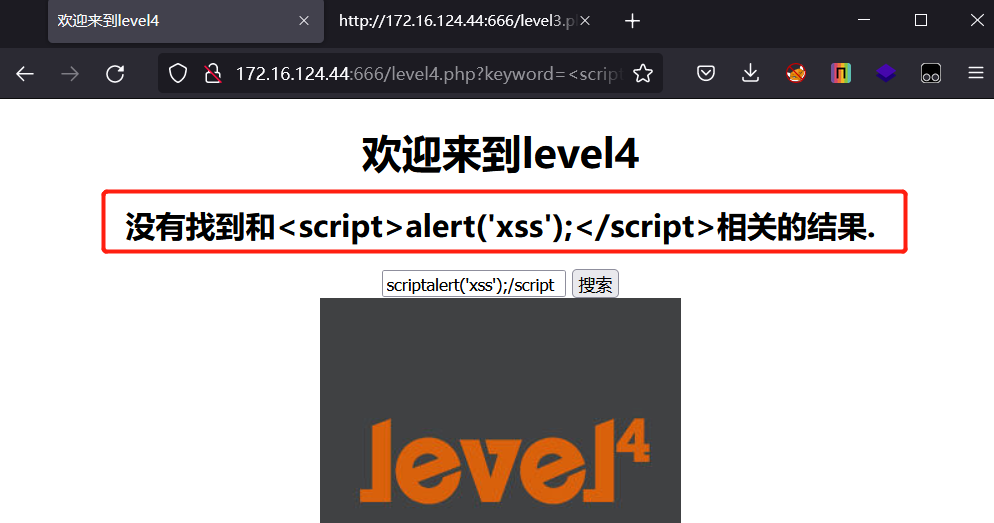 欢迎来到level4
http://172.16.124.44:666/level3.p
172.16.124.44:666/level4.php?keyword=<script
欢迎来到level4
没有找到和<script>alert('xss');</script>相关的结果.
scriptalert('xss');/script 搜索
level4